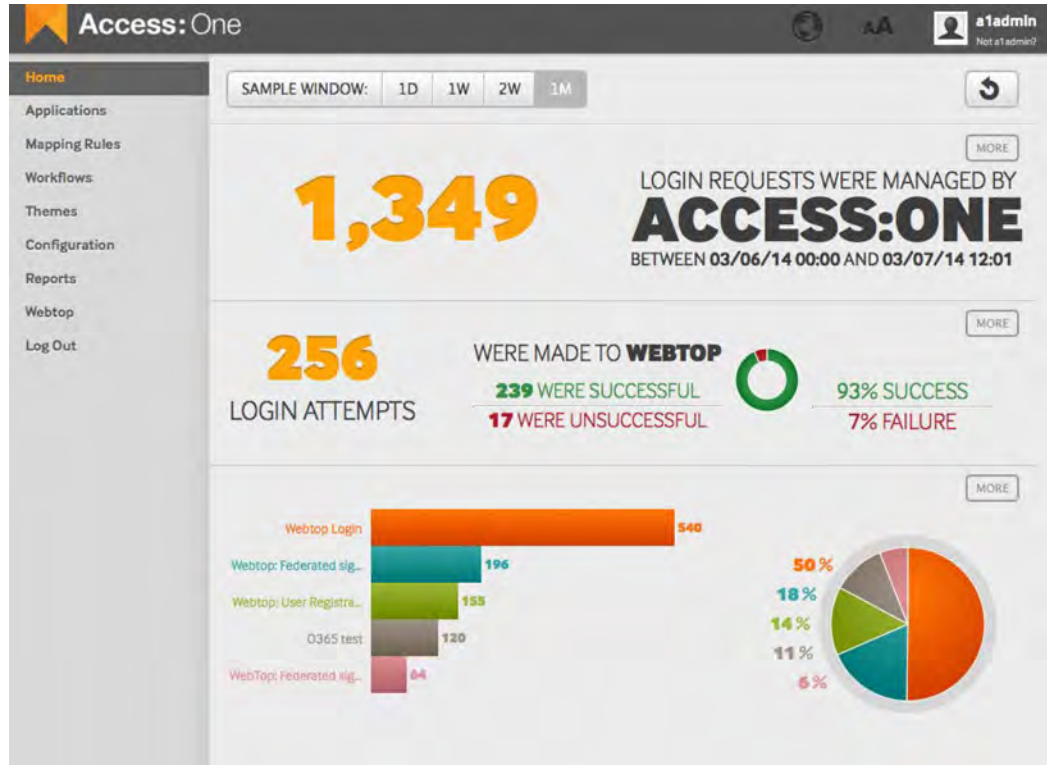 Access:One
AA
a1admin
Not a1admin?
Home
Applications
Mapping Rules
Workflows
Themes
Configuration
Reports
Webtop
Log Out
SAMPLE WINDOW: 1D 1W 2W 1M
MORE
1,349
LOGIN REQUESTS WERE MANAGED BY
ACCESS:ONE
BETWEEN 03/06/14 00:00 AND 03/07/14 12:01
MORE
256
LOGIN ATTEMPTS
WERE MADE TO WEBTOP
239 WERE SUCCESSFUL
17 WERE UNSUCCESSFUL
93% SUCCESS
7% FAILURE
MORE
Webtop Login 540
Webtop: Federated sig... 196
Webtop: User Registra... 155
O365 test 120
WebTop: Federated sig... 64
50%
18%
14%
11%
6%